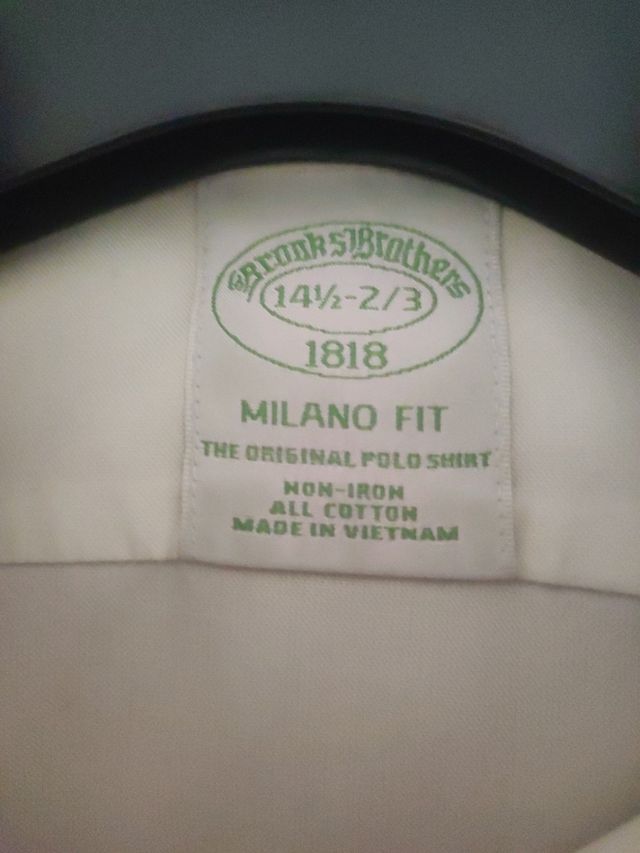 Brooks Brothers
14½-2/3
1818
MILANO FIT
THE ORIGINAL POLO SHIRT
NON-IRON
ALL COTTON
MADE IN VIETNAM